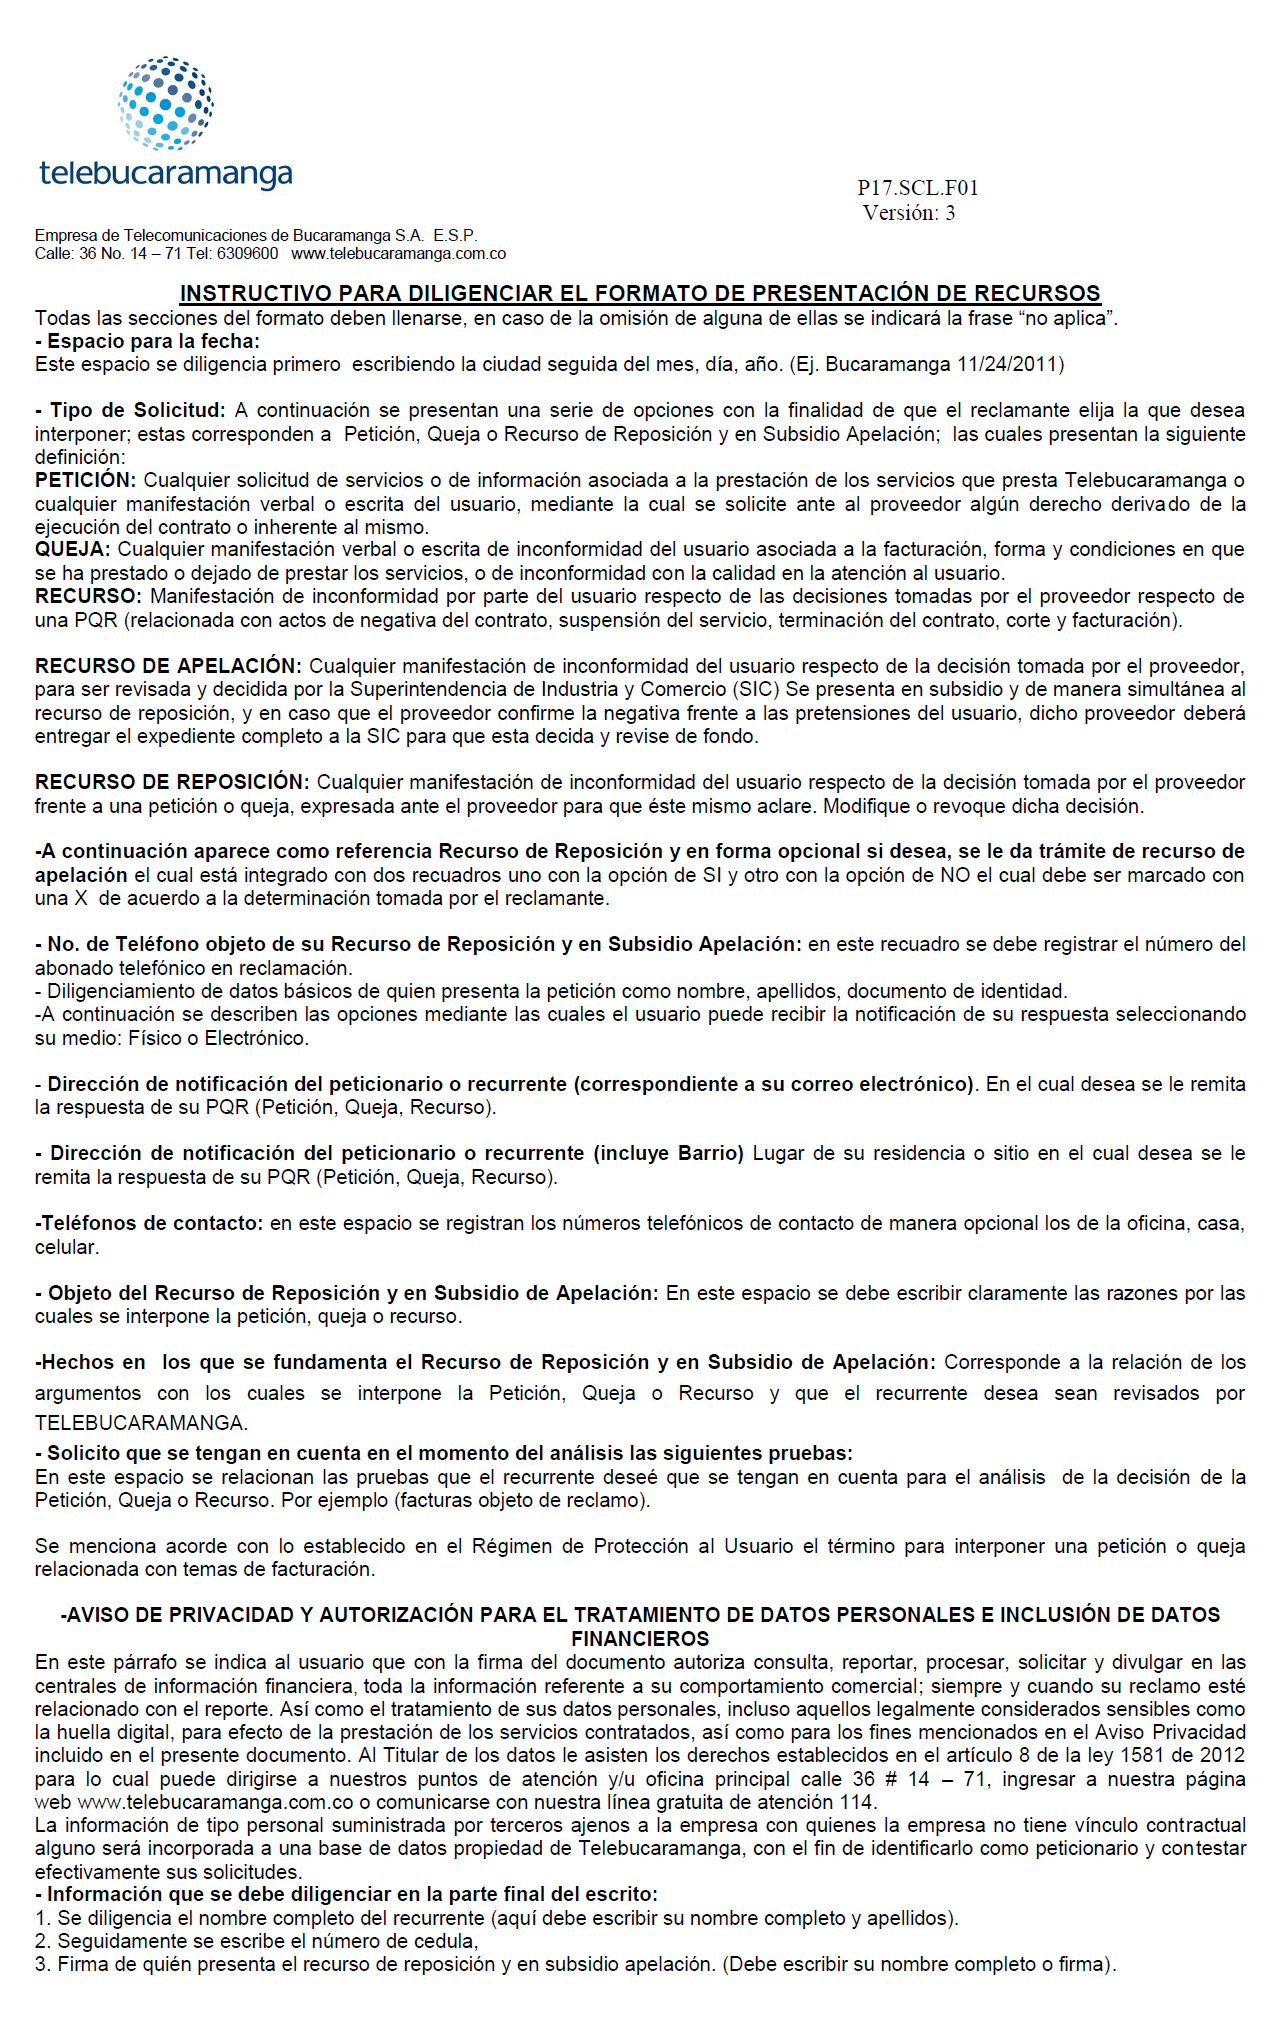 telebucaramanga
P17.SCL.F01
Versión: 3
Empresa de Telecomunicaciones de Bucaramanga S.A. E.S.P.
Calle: 36 No. 14 – 71 Tel: 6309600 www.telebucaramanga.com.co
INSTRUCTIVO PARA DILIGENCIAR EL FORMATO DE PRESENTACIÓN DE RECURSOS
Todas las secciones del formato deben llenarse, en caso de la omisión de alguna de ellas se indicará la frase “no aplica”.
- Espacio para la fecha:
Este espacio se diligencia primero escribiendo la ciudad seguida del mes, día, año. (Ej. Bucaramanga 11/24/2011)
- Tipo de Solicitud: A continuación se presentan una serie de opciones con la finalidad de que el reclamante elija la que desea
interponer; estas corresponden a Petición, Queja o Recurso de Reposición y en Subsidio Apelación; las cuales presentan la siguiente
definición:
PETICIÓN: Cualquier solicitud de servicios o de información asociada a la prestación de los servicios que presta Telebucaramanga o
cualquier manifestación verbal o escrita del usuario, mediante la cual se solicite ante al proveedor algún derecho derivado de la
ejecución del contrato o inherente al mismo.
QUEJA: Cualquier manifestación verbal o escrita de inconformidad del usuario asociada a la facturación, forma y condiciones en que
se ha prestado o dejado de prestar los servicios, o de inconformidad con la calidad en la atención al usuario.
RECURSO: Manifestación de inconformidad por parte del usuario respecto de las decisiones tomadas por el proveedor respecto de
una PQR (relacionada con actos de negativa del contrato, suspensión del servicio, terminación del contrato, corte y facturación).
RECURSO DE APELACIÓN: Cualquier manifestación de inconformidad del usuario respecto de la decisión tomada por el proveedor,
para ser revisada y decidida por la Superintendencia de Industria y Comercio (SIC) Se presenta en subsidio y de manera simultánea al
recurso de reposición, y en caso que el proveedor confirme la negativa frente a las pretensiones del usuario, dicho proveedor deberá
entregar el expediente completo a la SIC para que esta decida y revise de fondo.
RECURSO DE REPOSICIÓN: Cualquier manifestación de inconformidad del usuario respecto de la decisión tomada por el proveedor
frente a una petición o queja, expresada ante el proveedor para que éste mismo aclare. Modifique o revoque dicha decisión.
-A continuación aparece como referencia Recurso de Reposición y en forma opcional si desea, se le da trámite de recurso de
apelación el cual está integrado con dos recuadros uno con la opción de SI y otro con la opción de NO el cual debe ser marcado con
una X de acuerdo a la determinación tomada por el reclamante.
- No. de Teléfono objeto de su Recurso de Reposición y en Subsidio Apelación: en este recuadro se debe registrar el número del
abonado telefónico en reclamación.
- Diligenciamiento de datos básicos de quien presenta la petición como nombre, apellidos, documento de identidad.
-A continuación se describen las opciones mediante las cuales el usuario puede recibir la notificación de su respuesta seleccionando
su medio: Físico o Electrónico.
- Dirección de notificación del peticionario o recurrente (correspondiente a su correo electrónico). En el cual desea se le remita
la respuesta de su PQR (Petición, Queja, Recurso).
- Dirección de notificación del peticionario o recurrente (incluye Barrio) Lugar de su residencia o sitio en el cual desea se le
remita la respuesta de su PQR (Petición, Queja, Recurso).
-Teléfonos de contacto: en este espacio se registran los números telefónicos de contacto de manera opcional los de la oficina, casa,
celular.
- Objeto del Recurso de Reposición y en Subsidio de Apelación: En este espacio se debe escribir claramente las razones por las
cuales se interpone la petición, queja o recurso.
-Hechos en los que se fundamenta el Recurso de Reposición y en Subsidio de Apelación: Corresponde a la relación de los
argumentos con los cuales se interpone la Petición, Queja o Recurso y que el recurrente desea sean revisados por
TELEBUCARAMANGA.
- Solicito que se tengan en cuenta en el momento del análisis las siguientes pruebas:
En este espacio se relacionan las pruebas que el recurrente deseé que se tengan en cuenta para el análisis de la decisión de la
Petición, Queja o Recurso. Por ejemplo (facturas objeto de reclamo).
Se menciona acorde con lo establecido en el Régimen de Protección al Usuario el término para interponer una petición o queja
relacionada con temas de facturación.
-AVISO DE PRIVACIDAD Y AUTORIZACIÓN PARA EL TRATAMIENTO DE DATOS PERSONALES E INCLUSIÓN DE DATOS
FINANCIEROS
En este párrafo se indica al usuario que con la firma del documento autoriza consulta, reportar, procesar, solicitar y divulgar en las
centrales de información financiera, toda la información referente a su comportamiento comercial; siempre y cuando su reclamo esté
relacionado con el reporte. Así como el tratamiento de sus datos personales, incluso aquellos legalmente considerados sensibles como
la huella digital, para efecto de la prestación de los servicios contratados, así como para los fines mencionados en el Aviso Privacidad
incluido en el presente documento. Al Titular de los datos le asisten los derechos establecidos en el artículo 8 de la ley 1581 de 2012
para lo cual puede dirigirse a nuestros puntos de atención y/u oficina principal calle 36 # 14 – 71, ingresar a nuestra página
web www.telebucaramanga.com.co o comunicarse con nuestra línea gratuita de atención 114.
La información de tipo personal suministrada por terceros ajenos a la empresa con quienes la empresa no tiene vínculo contractual
alguno será incorporada a una base de datos propiedad de Telebucaramanga, con el fin de identificarlo como peticionario y contestar
efectivamente sus solicitudes.
- Información que se debe diligenciar en la parte final del escrito:
1. Se diligencia el nombre completo del recurrente (aquí debe escribir su nombre completo y apellidos).
2. Seguidamente se escribe el número de cedula,
3. Firma de quién presenta el recurso de reposición y en subsidio apelación. (Debe escribir su nombre completo o firma).